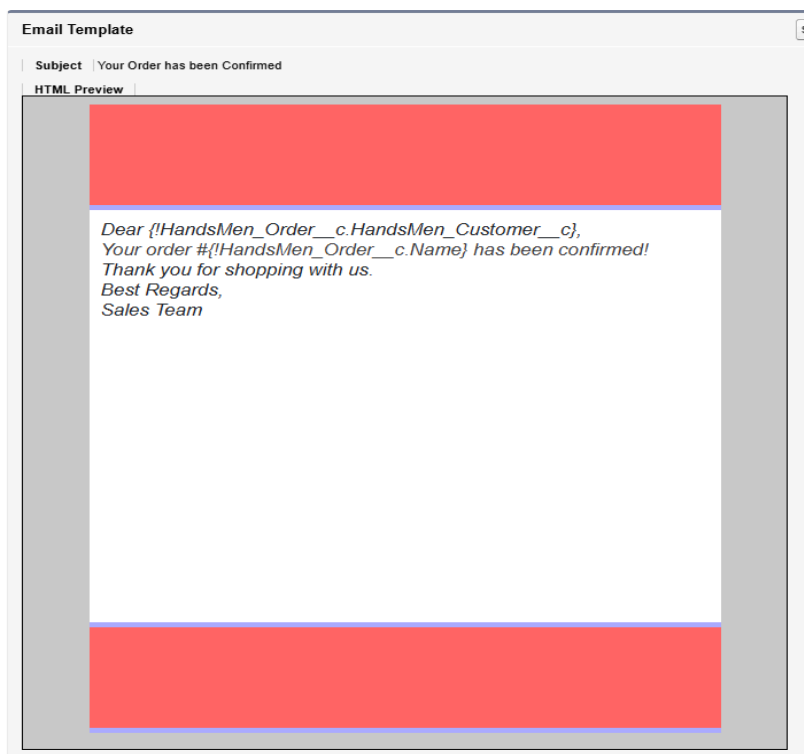 Email Template
Subject Your Order has been Confirmed
HTML Preview
Dear {!HandsMen_Order__c.HandsMen_Customer__c},
Your order #{!HandsMen_Order__c.Name} has been confirmed!
Thank you for shopping with us.
Best Regards,
Sales Team